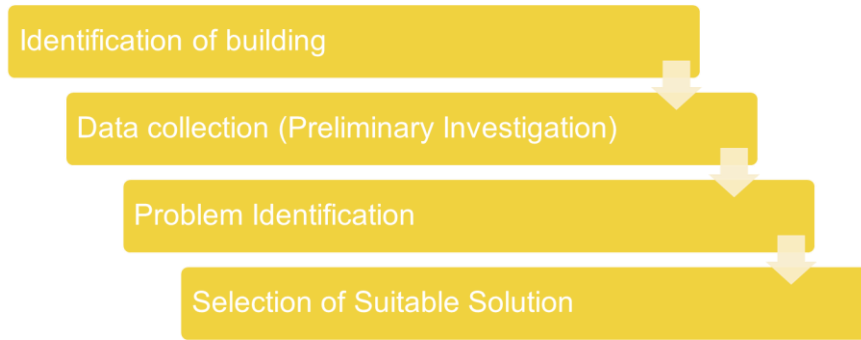 Identification of building
Data collection (Preliminary Investigation)
Problem Identification
Selection of Suitable Solution